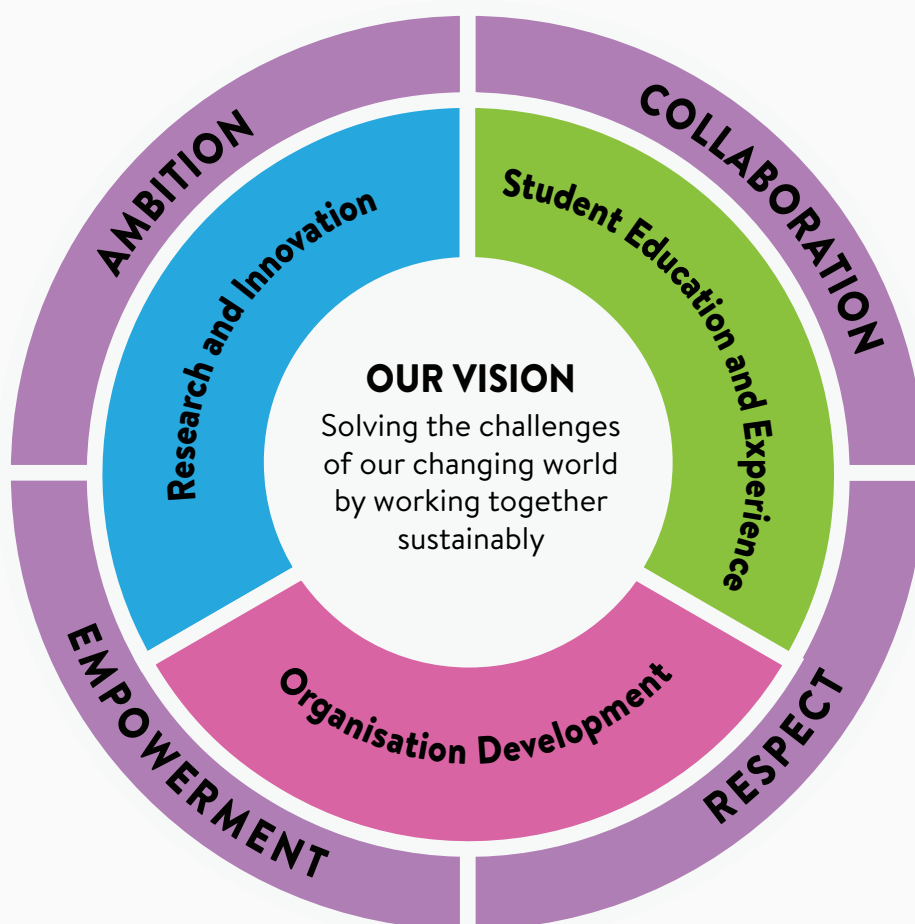 AMBITION
COLLABORATION
Research and Innovation
Student Education and Experience
OUR VISION
Solving the challenges
of our changing world
by working together
sustainably
Organisation Development
EMPOWERMENT
RESPECT